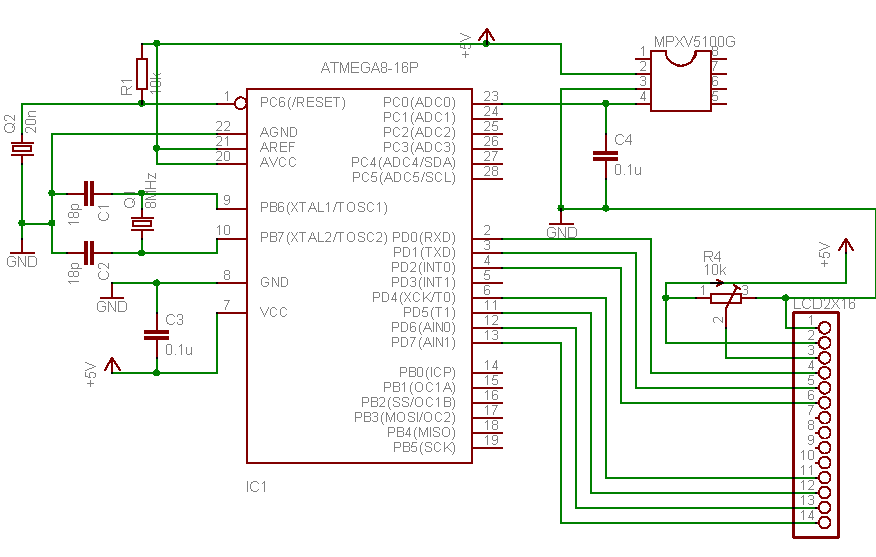 +5V
MPXV5100G
1
2
3
4
8
7
6
5
R1
10k
ATMEGA8-16P
Q2
20n
1
PC6(/RESET)
22
AGND
21
AREF
20
AVCC
9
PB6(XTAL1/TOSC1)
10
PB7(XTAL2/TOSC2)
8
GND
7
VCC
PC0(ADC0)
23
PC1(ADC1)
24
PC2(ADC2)
25
PC3(ADC3)
26
PC4(ADC4/SDA)
27
PC5(ADC5/SCL)
28
PD0(RXD)
2
PD1(TXD)
3
PD2(INT0)
4
PD3(INT1)
5
PD4(XCK/T0)
6
PD5(T1)
11
PD6(AIN0)
12
PD7(AIN1)
13
PB0(ICP)
14
PB1(OC1A)
15
PB2(SS/OC1B)
16
PB3(MOSI/OC2)
17
PB4(MISO)
18
PB5(SCK)
19
IC1
18p
C1
Q1
8MHz
18p
C2
GND
GND
C3
0.1u
+5V
C4
0.1u
GND
R4
10k
1
3
2
+5V
LCD2X16
1
2
3
4
5
6
7
8
9
10
11
12
13
14